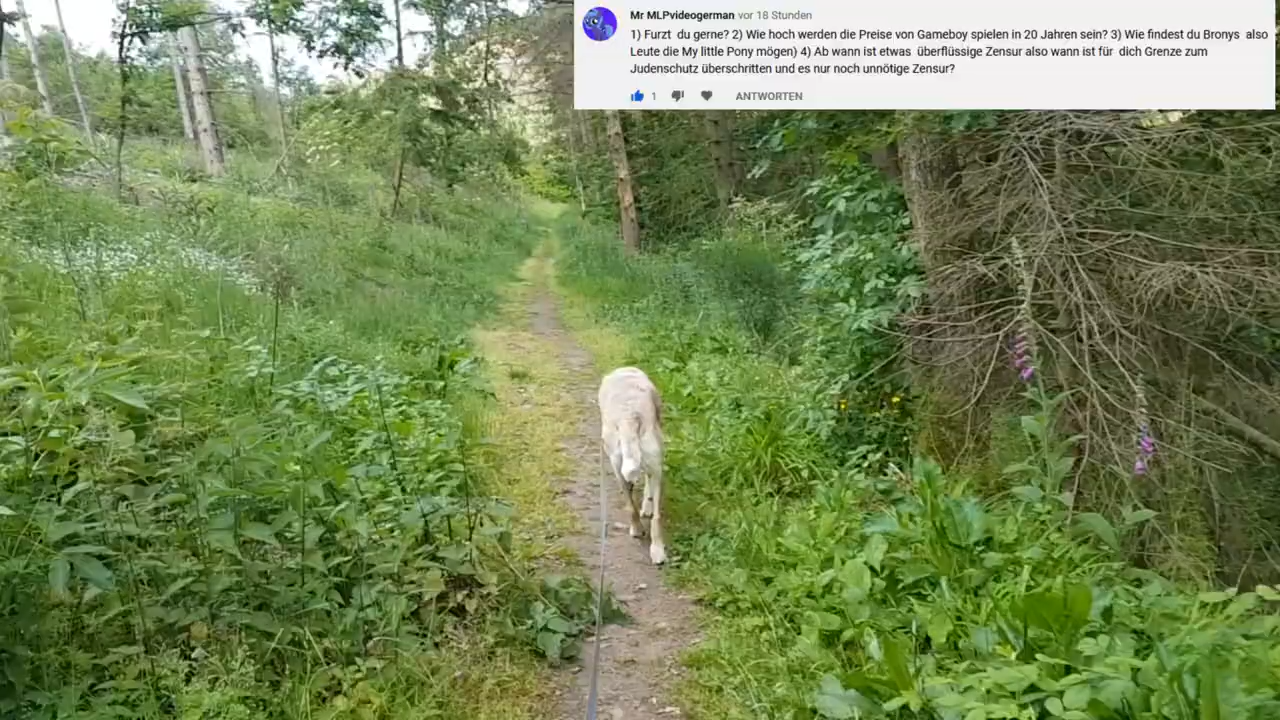 Mr MLPvideogerman vor 18 Stunden
1) Furzt du gerne? 2) Wie hoch werden die Preise von Gameboy spielen in 20 Jahren sein? 3) Wie findest du Bronys also
Leute die My little Pony mögen) 4) Ab wann ist etwas überflüssige Zensur also wann ist für dich Grenze zum
Judenschutz überschritten und es nur noch unnötige Zensur?
1 ANTWORTEN